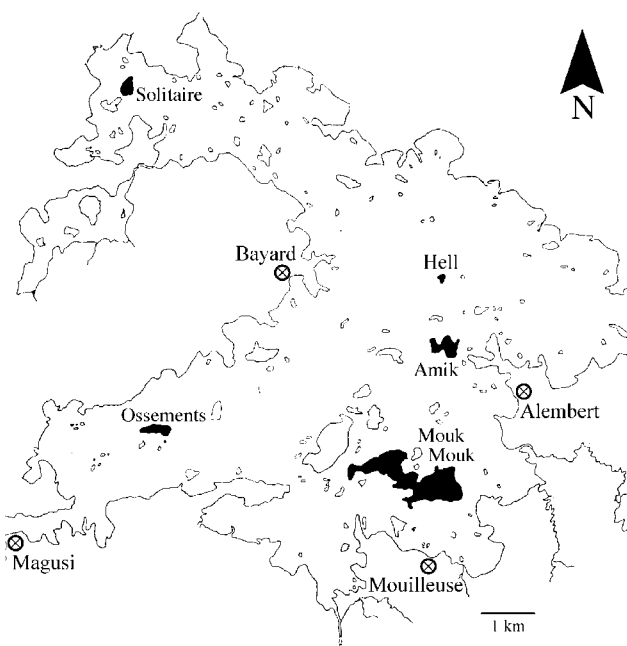 Solitaire
N
Bayard
Hell
Amik
Alembert
Ossements
Mouk
Mouk
Magusi
Mouilleuse
1 km